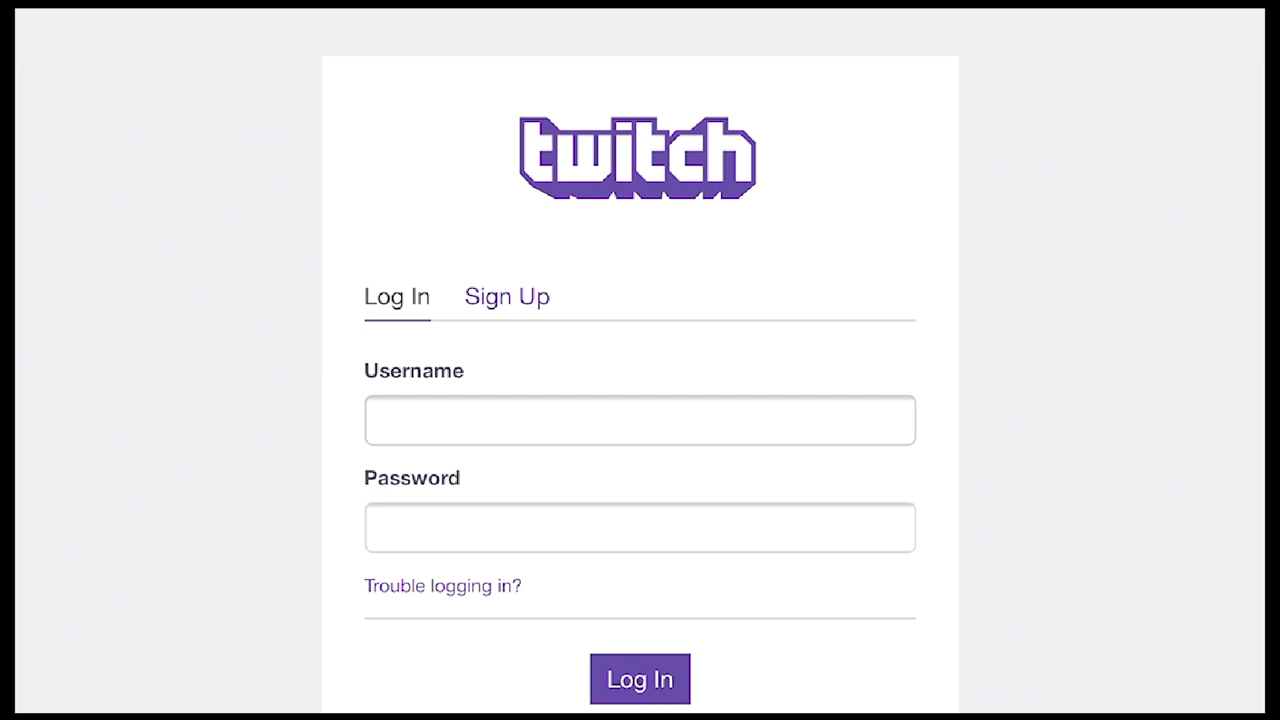 twitch
Log In Sign Up
Username
Password
Trouble logging in?
Log In